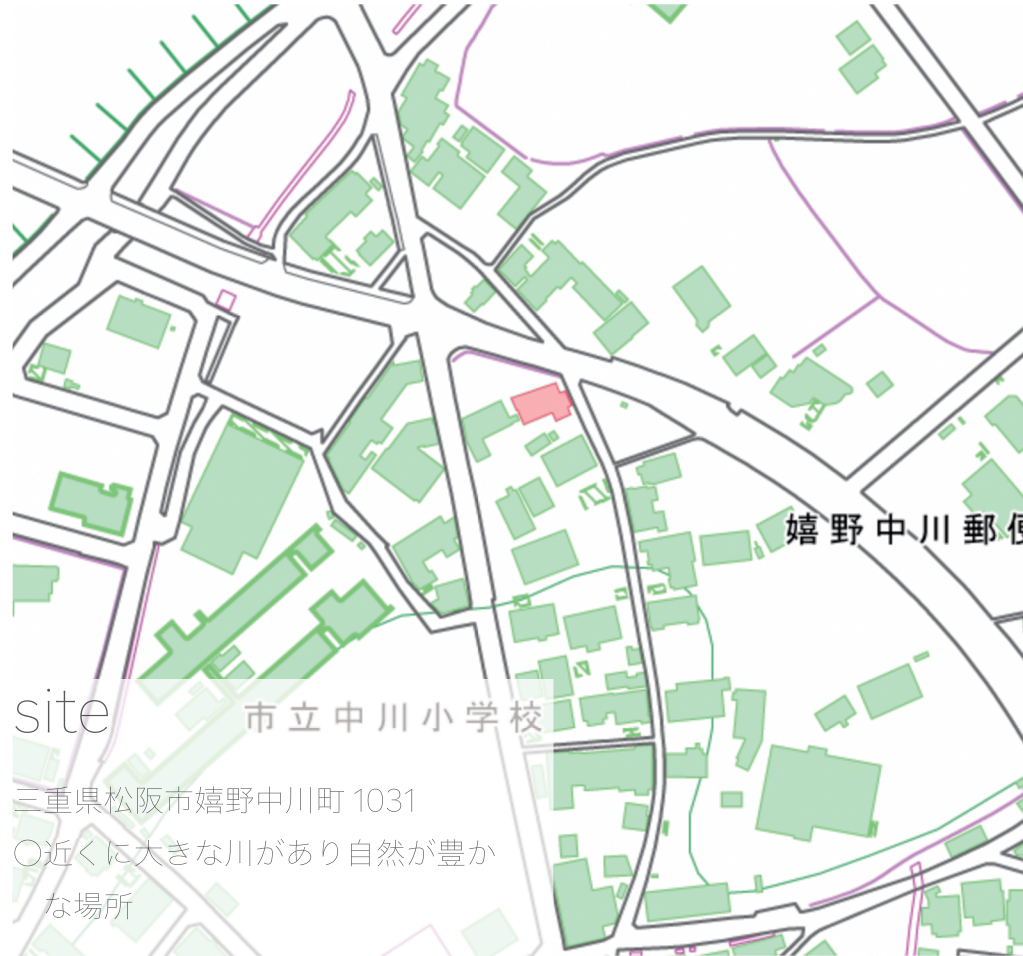 嬉野中川郵便
site
市立中川小学校
三重県松阪市嬉野中川町 1031
〇近くに大きな川があり自然が豊か
な場所